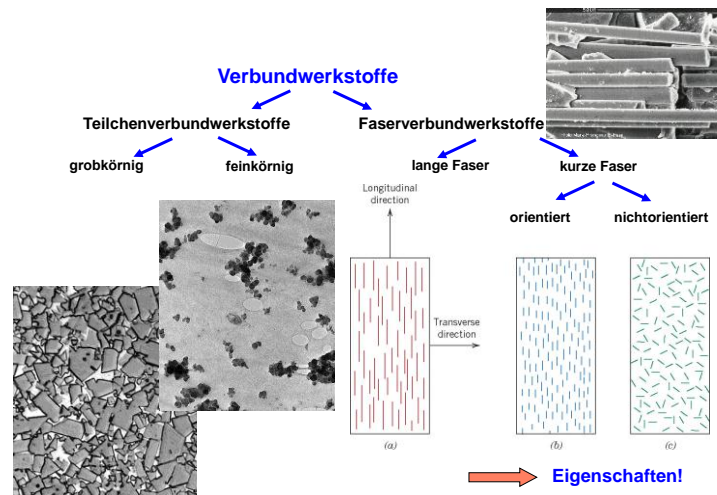 Verbundwerkstoffe
Teilchenverbundwerkstoffe
Faserverbundwerkstoffe
grobkörnig
feinkörnig
lange Faser
kurze Faser
Longitudinal
direction
orientiert
nichtorientiert
Transverse
direction
(a)
(b)
(c)
Eigenschaften!